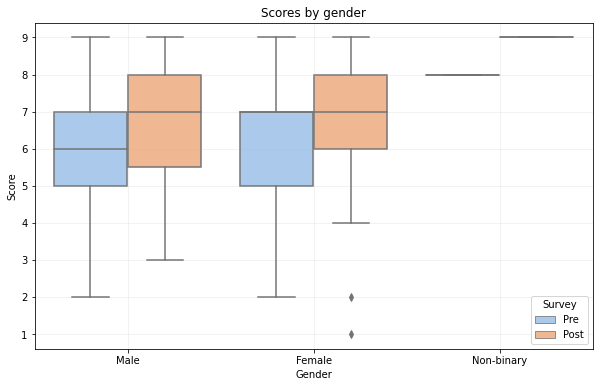 Scores by gender
9
8
7
6
5
4
3
2
1
Score
Male
Female
Non-binary
Gender
Survey
Pre
Post